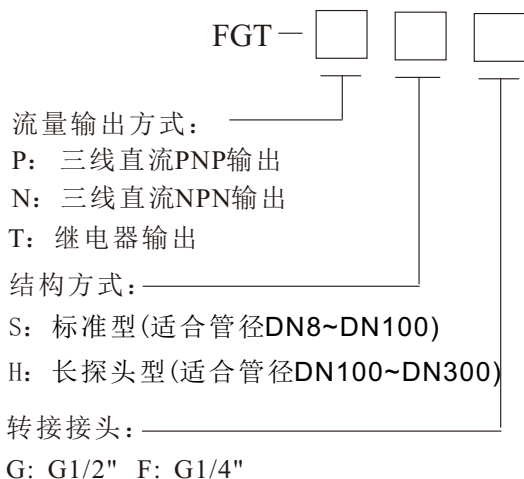 FGT－
流量输出方式：
P： 三线直流PNP输出
N： 三线直流NPN输出
T： 继电器输出
结构方式：
S： 标准型(适合管径DN8~DN100)
H： 长探头型(适合管径DN100~DN300)
转接接头：
G: G1/2" F: G1/4"